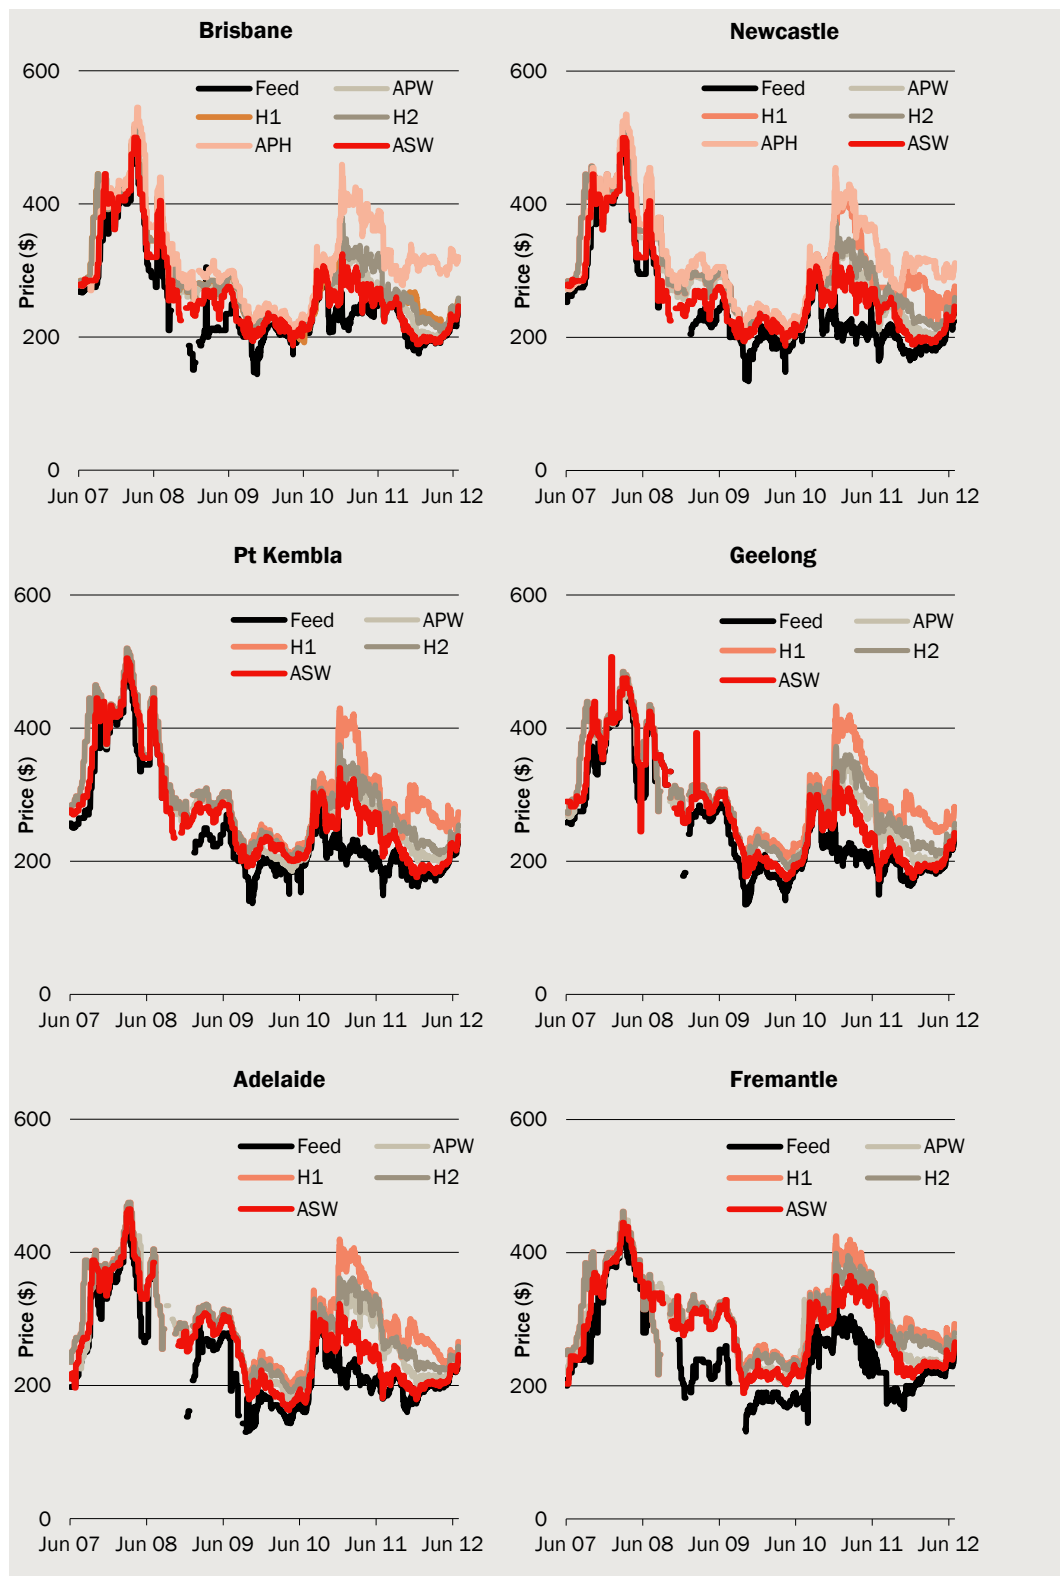 Brisbane
600
400
200
0
Price ($)
Feed APW
H1 H2
APH ASW
Jun 07 Jun 08 Jun 09 Jun 10 Jun 11 Jun 12
Newcastle
600
400
200
0
Price ($)
Feed APW
H1 H2
APH ASW
Jun 07 Jun 08 Jun 09 Jun 10 Jun 11 Jun 12
Pt Kembla
600
400
200
0
Price ($)
Feed APW
H1 H2
ASW
Jun 07 Jun 08 Jun 09 Jun 10 Jun 11 Jun 12
Geelong
600
400
200
0
Price ($)
Feed APW
H1 H2
ASW
Jun 07 Jun 08 Jun 09 Jun 10 Jun 11 Jun 12
Adelaide
600
400
200
0
Price ($)
Feed APW
H1 H2
ASW
Jun 07 Jun 08 Jun 09 Jun 10 Jun 11 Jun 12
Fremantle
600
400
200
0
Price ($)
Feed APW
H1 H2
ASW
Jun 07 Jun 08 Jun 09 Jun 10 Jun 11 Jun 12